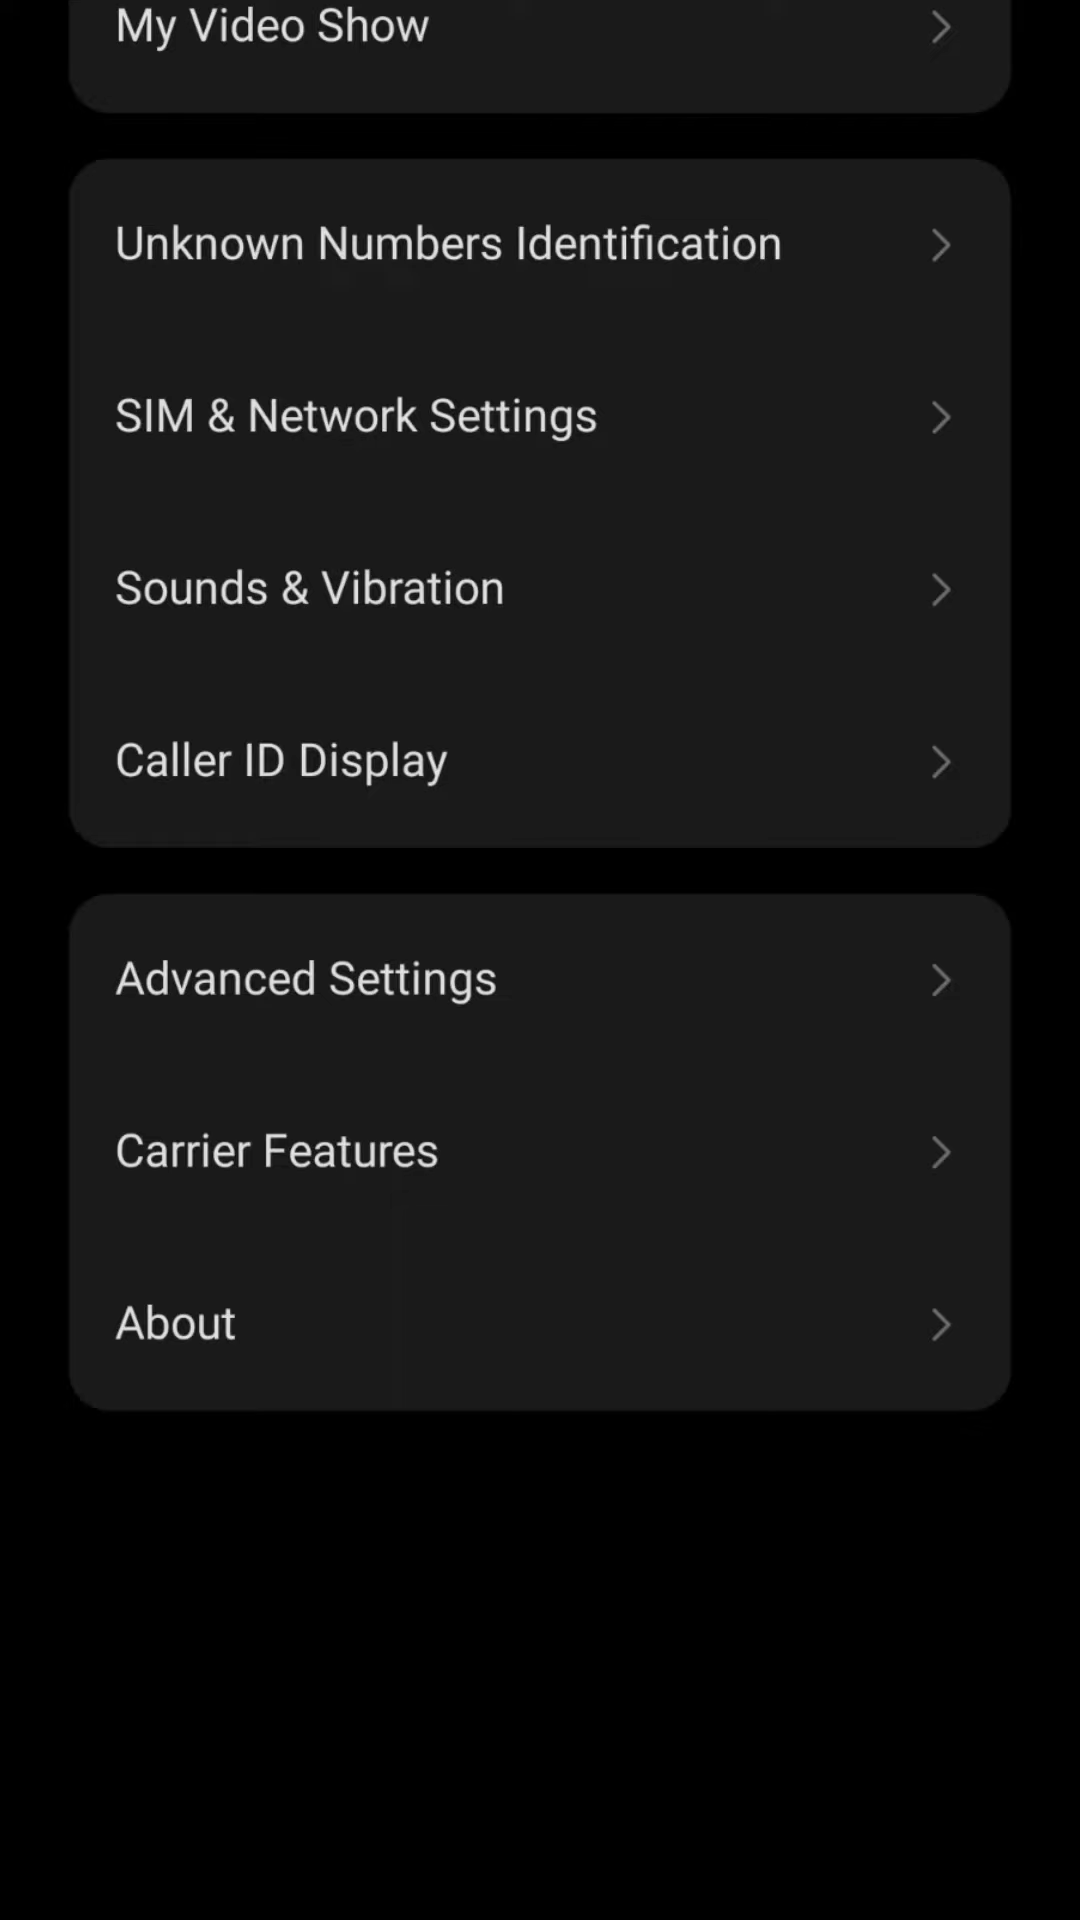 My Video Show
Unknown Numbers Identification
SIM & Network Settings
Sounds & Vibration
Caller ID Display
Advanced Settings
Carrier Features
About